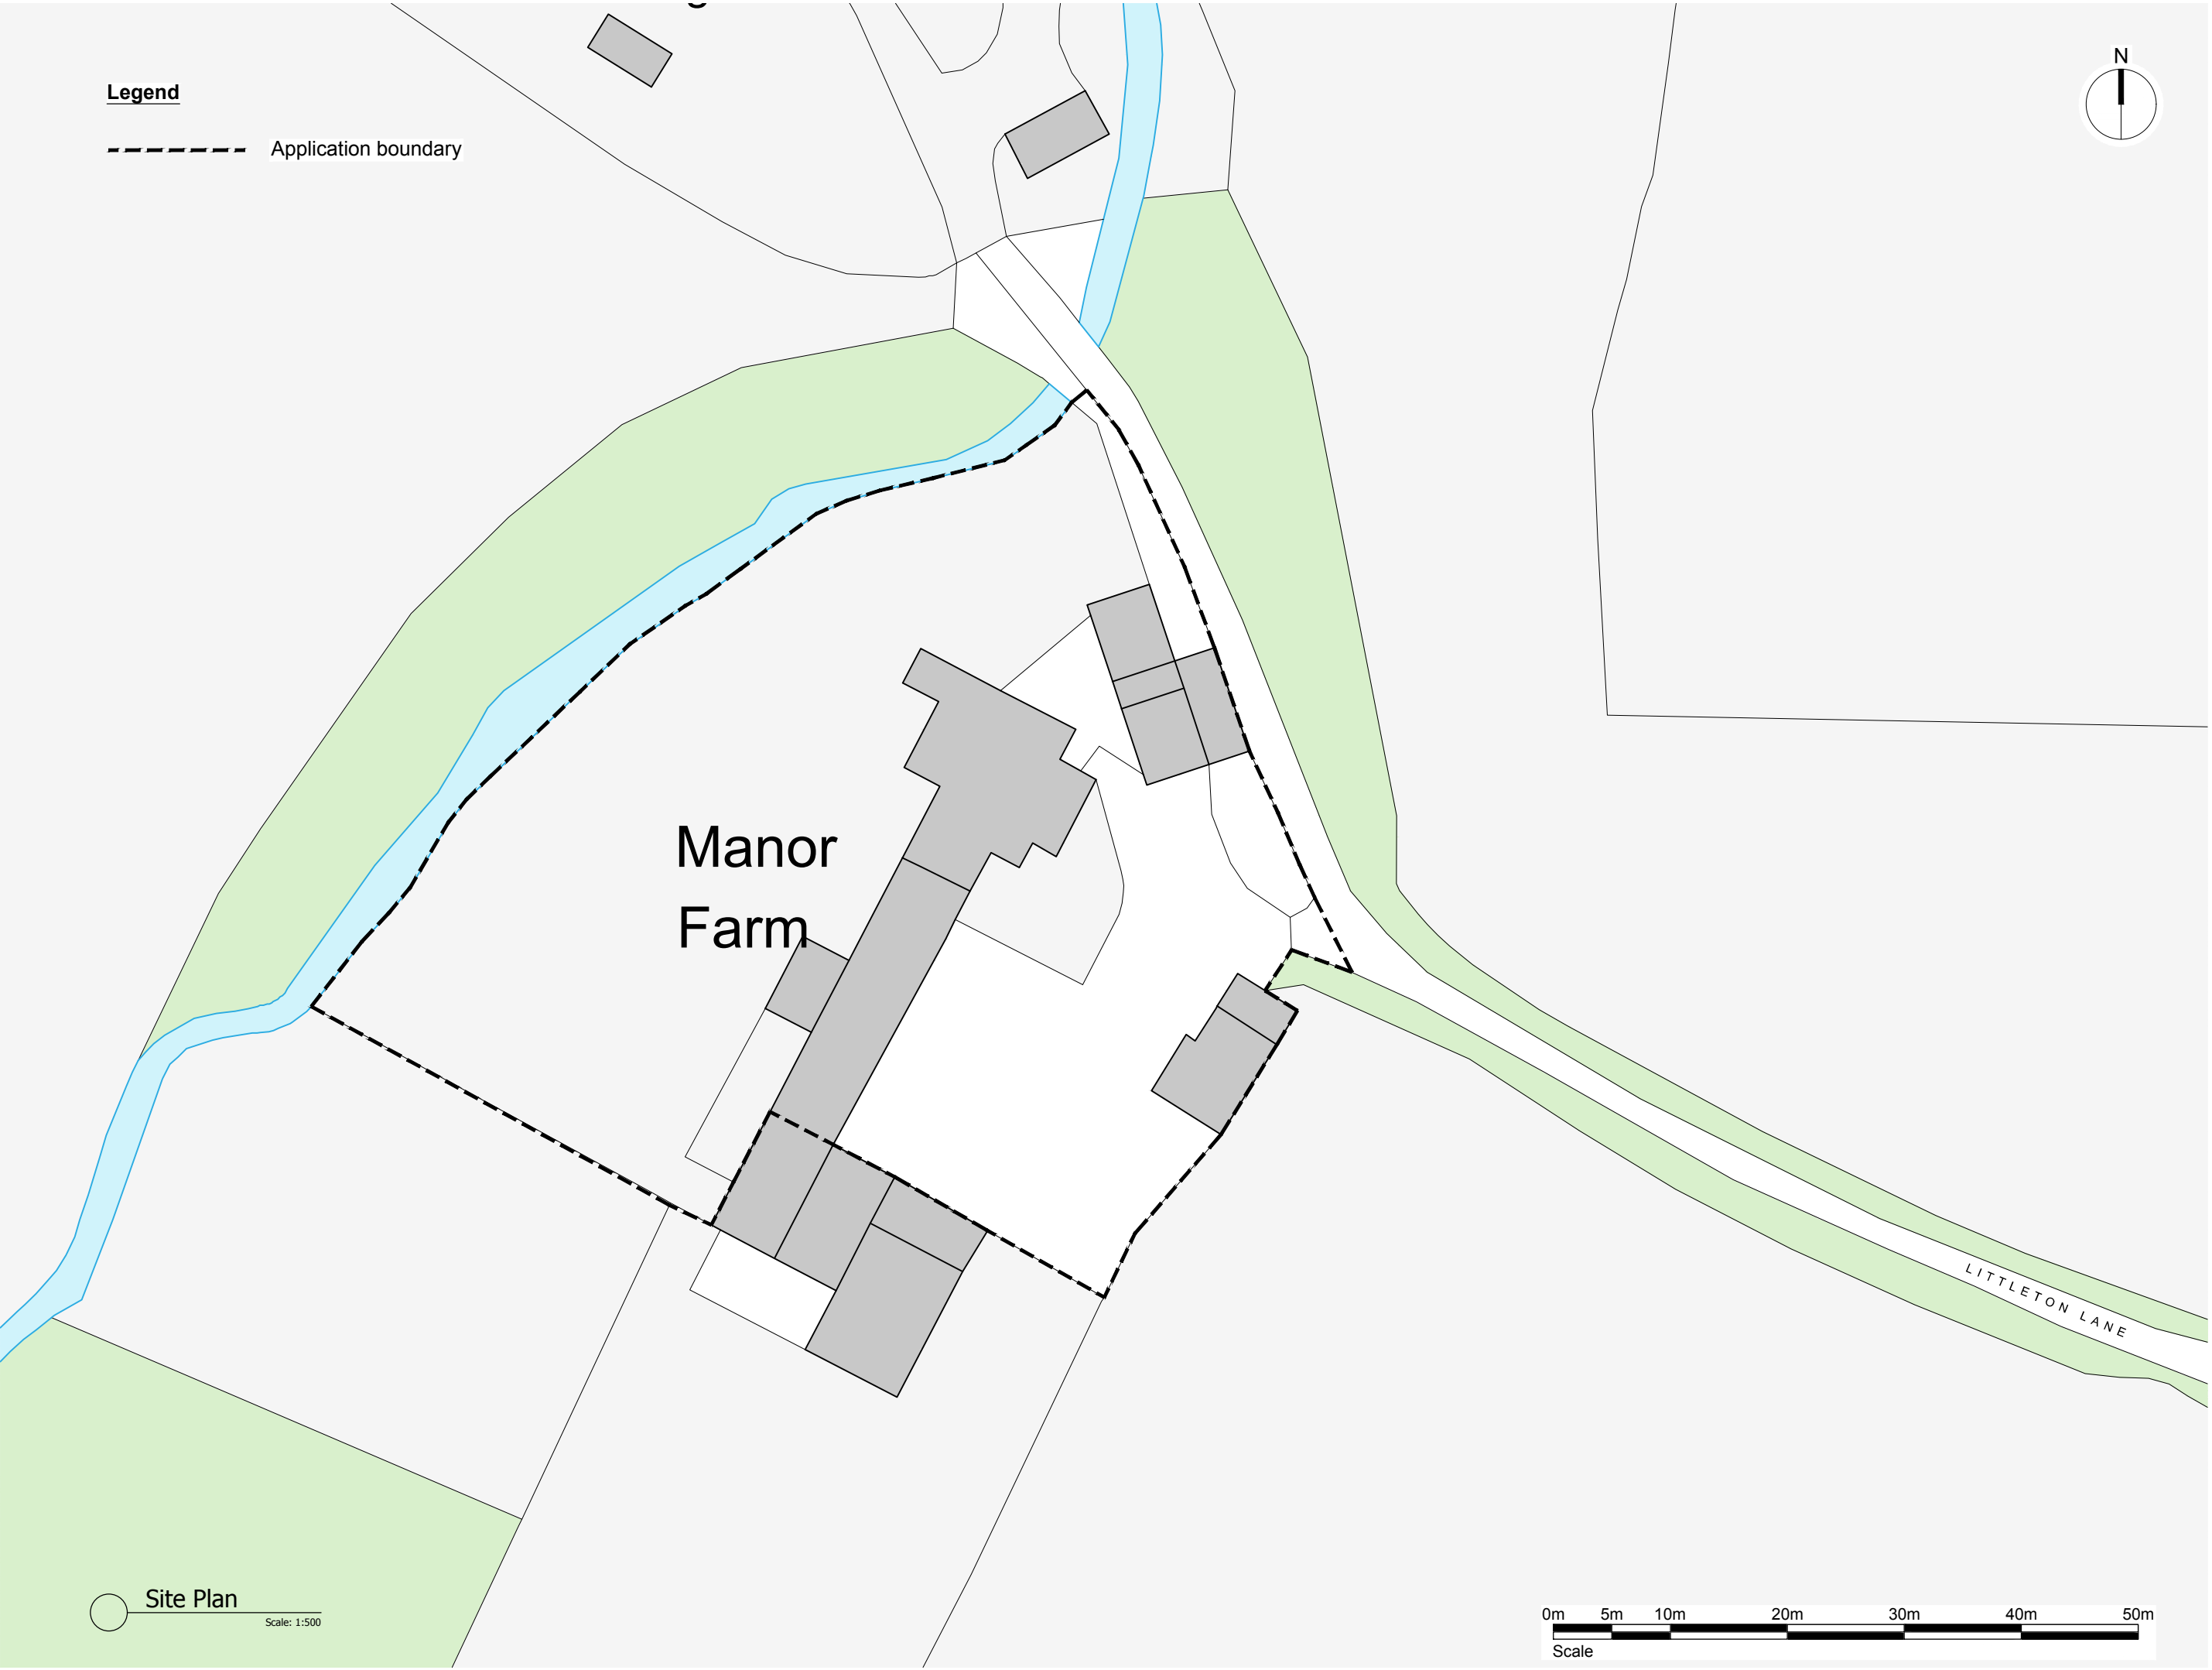 Legend
Application boundary
N
Manor
Farm
LITTLETON LANE
Site Plan
Scale: 1:500
0m 5m 10m 20m 30m 40m 50m
Scale